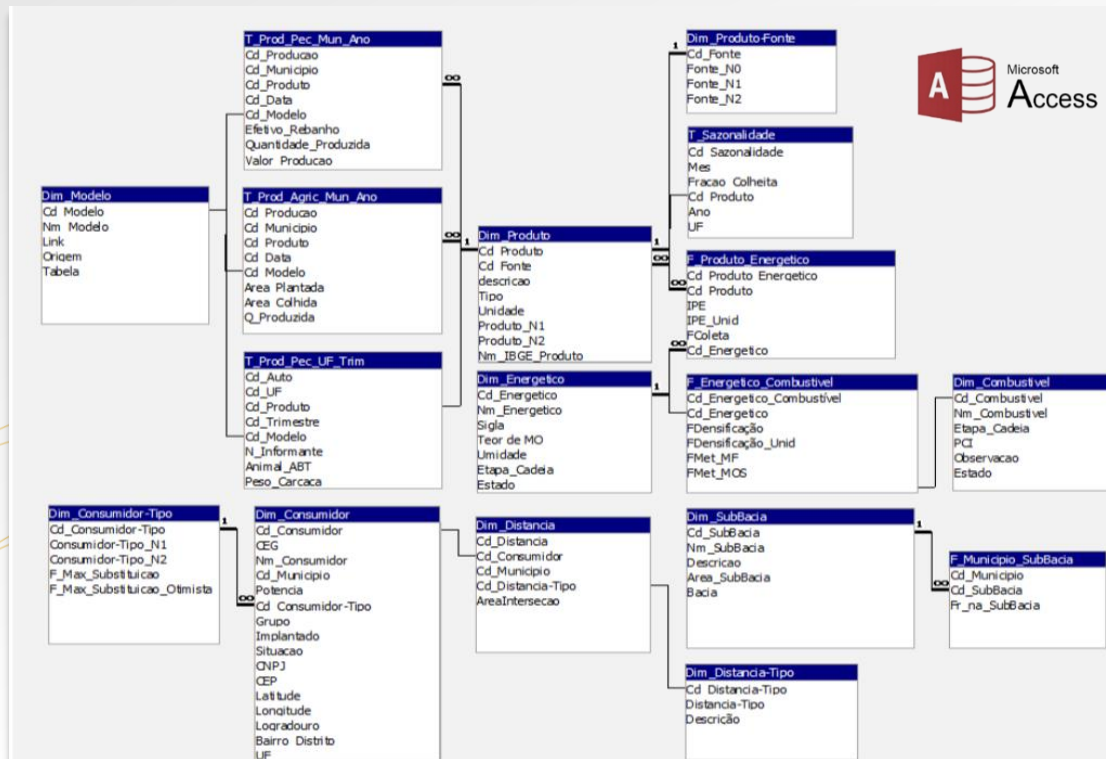 T_Prod_Pec_Mun_Ano
Cd_Producao
Cd_Municipio
Cd_Produto
Cd_Data
Cd_Modelo
Efetivo_Rebanho
Quantidade_Produzida
Valor_Producao
∞
1
Dim_Produto-Fonte
Cd_Fonte
Fonte_N0
Fonte_N1
Fonte_N2
A
Microsoft
Access
T_Sazonalidade
Cd_Sazonalidade
Mes
Fracao_Colheita
Cd_Produto
Ano
UF
Dim_Modelo
Cd_Modelo
Nm_Modelo
Link
Origem
Tabela
T_Prod_Agric_Mun_Ano
Cd_Producao
Cd_Municipio
Cd_Produto
Cd_Data
Cd_Modelo
Area_Plantada
Area_Colhida
Q_Produzida
∞
1
Dim_Produto
Cd_Produto
Cd_Fonte
descricao
Tipo
Unidade
Produto_N1
Produto_N2
Nm_IBGE_Produto
1
∞
∞
F_Produto_Energetico
Cd_Produto_Energetico
Cd_Produto
IPE
IPE_Unid
FColeta
Cd_Energetico
∞
T_Prod_Pec_UF_Trim
Cd_Auto
Cd_UF
Cd_Produto
Cd_Trimestre
Cd_Modelo
N_Informante
Animal_ABT
Peso_Carcaca
Dim_Energetico
Cd_Energetico
Nm_Energetico
Sigla
Teor de MO
Umidade
Etapa_Cadeia
Estado
1
F_Energetico_Combustivel
Cd_Energetico_Combustível
Cd_Energetico
FDensificação
FDensificação_Unid
FMet_MF
FMet_MOS
Dim_Combustivel
Cd_Combustivel
Nm_Combustivel
Etapa_Cadeia
PCI
Observacao
Estado
Dim_Consumidor-Tipo
Cd_Consumidor-Tipo
Consumidor-Tipo_N1
Consumidor-Tipo_N2
F_Max_Substituicao
F_Max_Substituicao_Otimista
1
∞
Dim_Consumidor
Cd_Consumidor
CEG
Nm_Consumidor
Cd_Municipio
Potencia
Cd_Consumidor-Tipo
Grupo
Implantado
Situacao
CNPJ
CEP
Latitude
Longitude
Logradouro
Bairro_Distrito
UF
Dim_Distancia
Cd_Distancia
Cd_Consumidor
Cd_Municipio
Cd_Distancia-Tipo
AreaIntersecao
Dim_SubBacia
Cd_SubBacia
Nm_SubBacia
Descricao
Area_SubBacia
Bacia
1
∞
F_Municipio_SubBacia
Cd_Municipio
Cd_SubBacia
Fr_na_SubBacia
Dim_Distancia-Tipo
Cd_Distancia-Tipo
Distancia-Tipo
Descrição